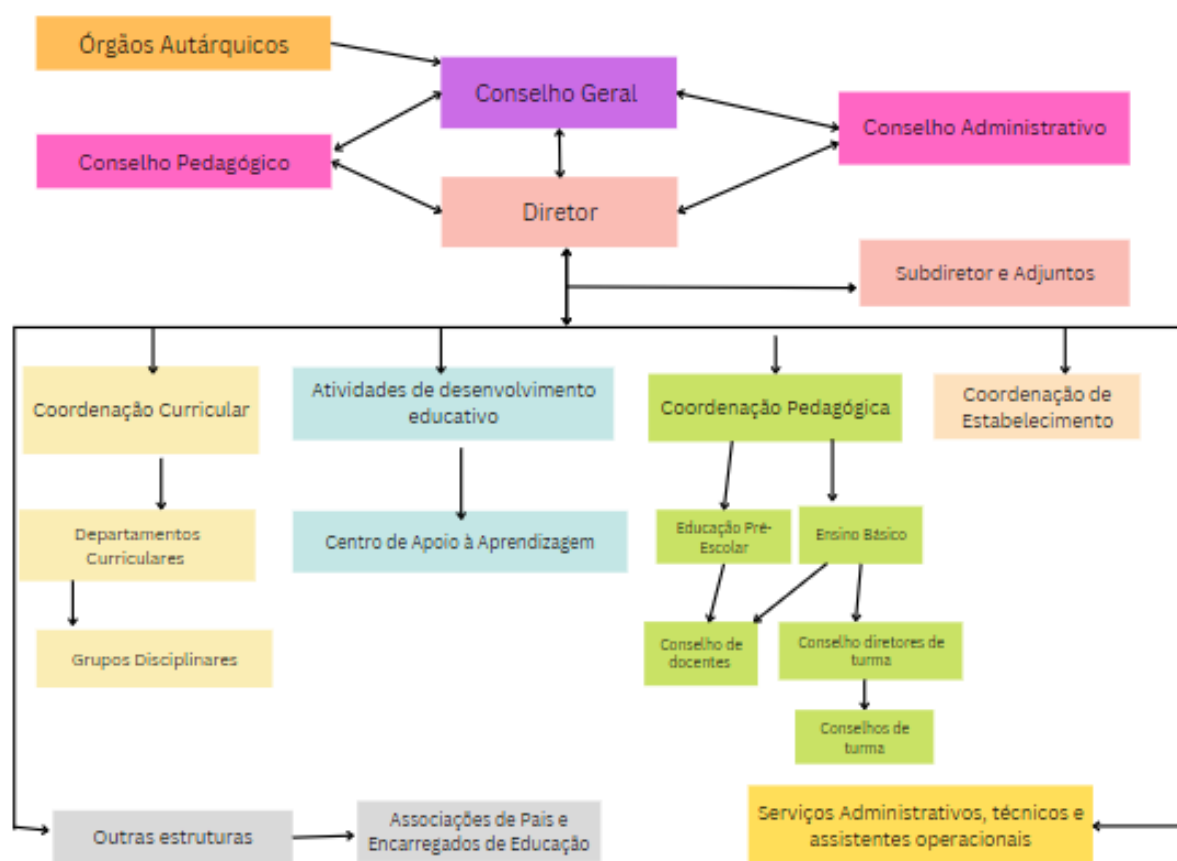 Órgãos Autárquicos
Conselho Geral
Conselho Administrativo
Conselho Pedagógico
Diretor
Subdiretor e Adjuntos
Coordenação Curricular
Atividades de desenvolvimento
educativo
Coordenação Pedagógica
Coordenação de
Estabelecimento
Departamentos
Curriculares
Centro de Apoio à Aprendizagem
Educação Pré-
Escolar
Ensino Básico
Grupos Disciplinares
Conselho de
docentes
Conselho diretores de
turma
Conselhos de
turma
Outras estruturas
Associações de Pais e
Encarregados de Educação
Serviços Administrativos, técnicos e
assistentes operacionais